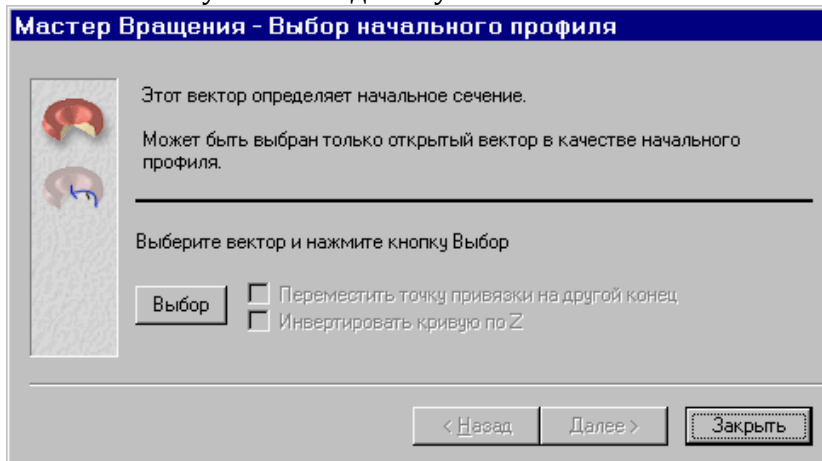 Мастер Вращения - Выбор начального профиля
Этот вектор определяет начальное сечение.
Может быть выбран только открытый вектор в качестве начального
профиля.
Выберите вектор и нажмите кнопку Выбор
Выбор
Переместить точку привязки на другой конец
Инвертировать кривую по Z
< Назад
Далее >
Закрыть